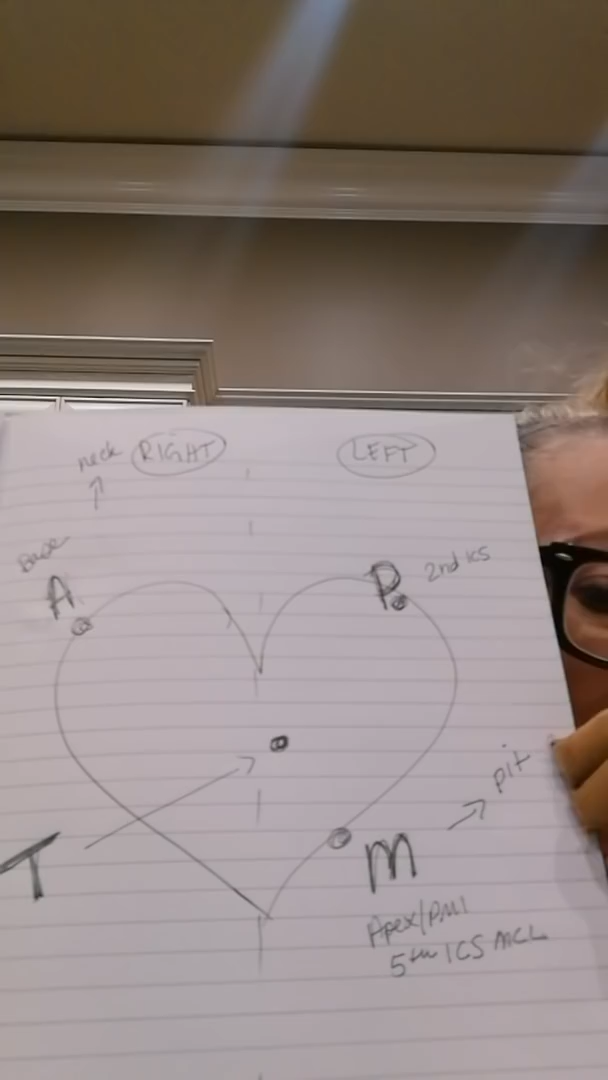 neck RIGHT
LEFT
Base
A
P 2nd ICS
T
M → pit
Apex/PMI
5th ICS MCL